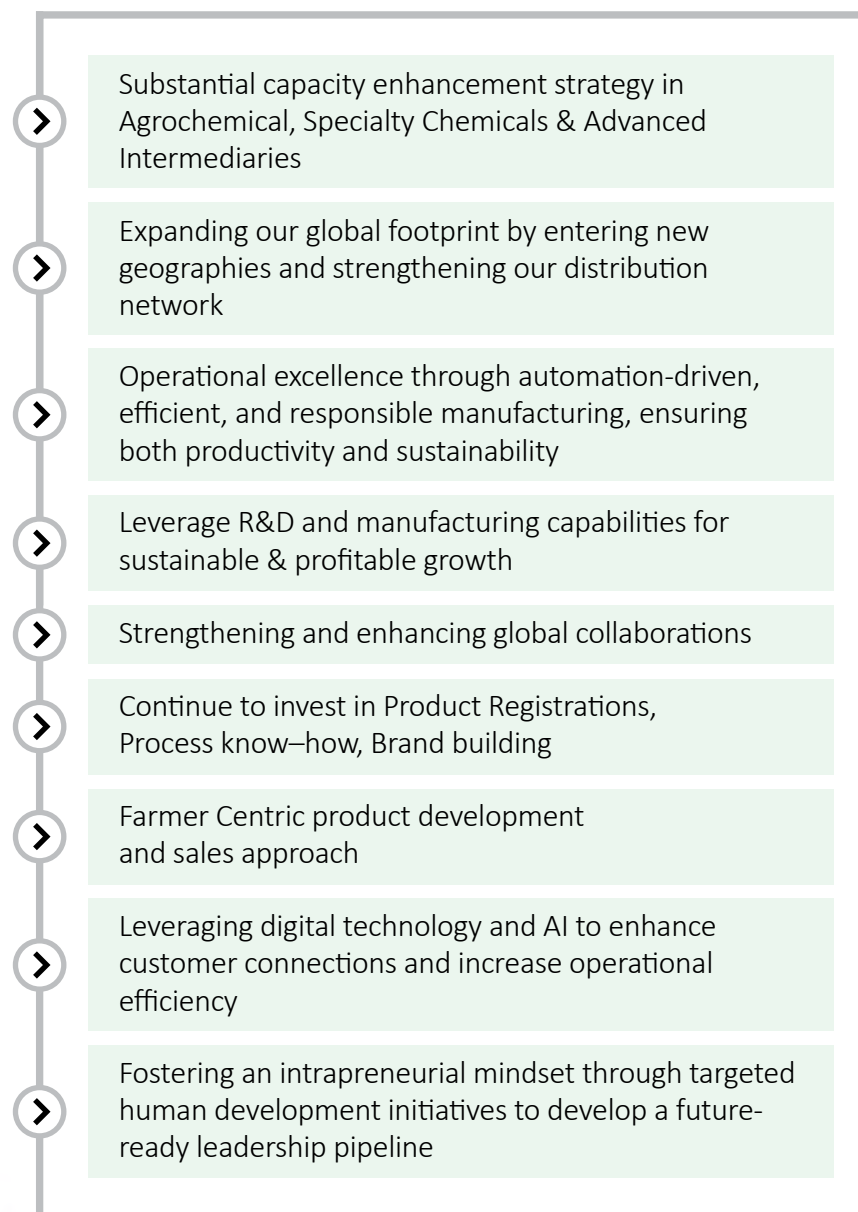 Substantial capacity enhancement strategy in
Agrochemical, Specialty Chemicals & Advanced
Intermediaries
Expanding our global footprint by entering new
geographies and strengthening our distribution
network
Operational excellence through automation-driven,
efficient, and responsible manufacturing, ensuring
both productivity and sustainability
Leverage R&D and manufacturing capabilities for
sustainable & profitable growth
Strengthening and enhancing global collaborations
Continue to invest in Product Registrations,
Process know–how, Brand building
Farmer Centric product development
and sales approach
Leveraging digital technology and AI to enhance
customer connections and increase operational
efficiency
Fostering an intrapreneurial mindset through targeted
human development initiatives to develop a future-
ready leadership pipeline